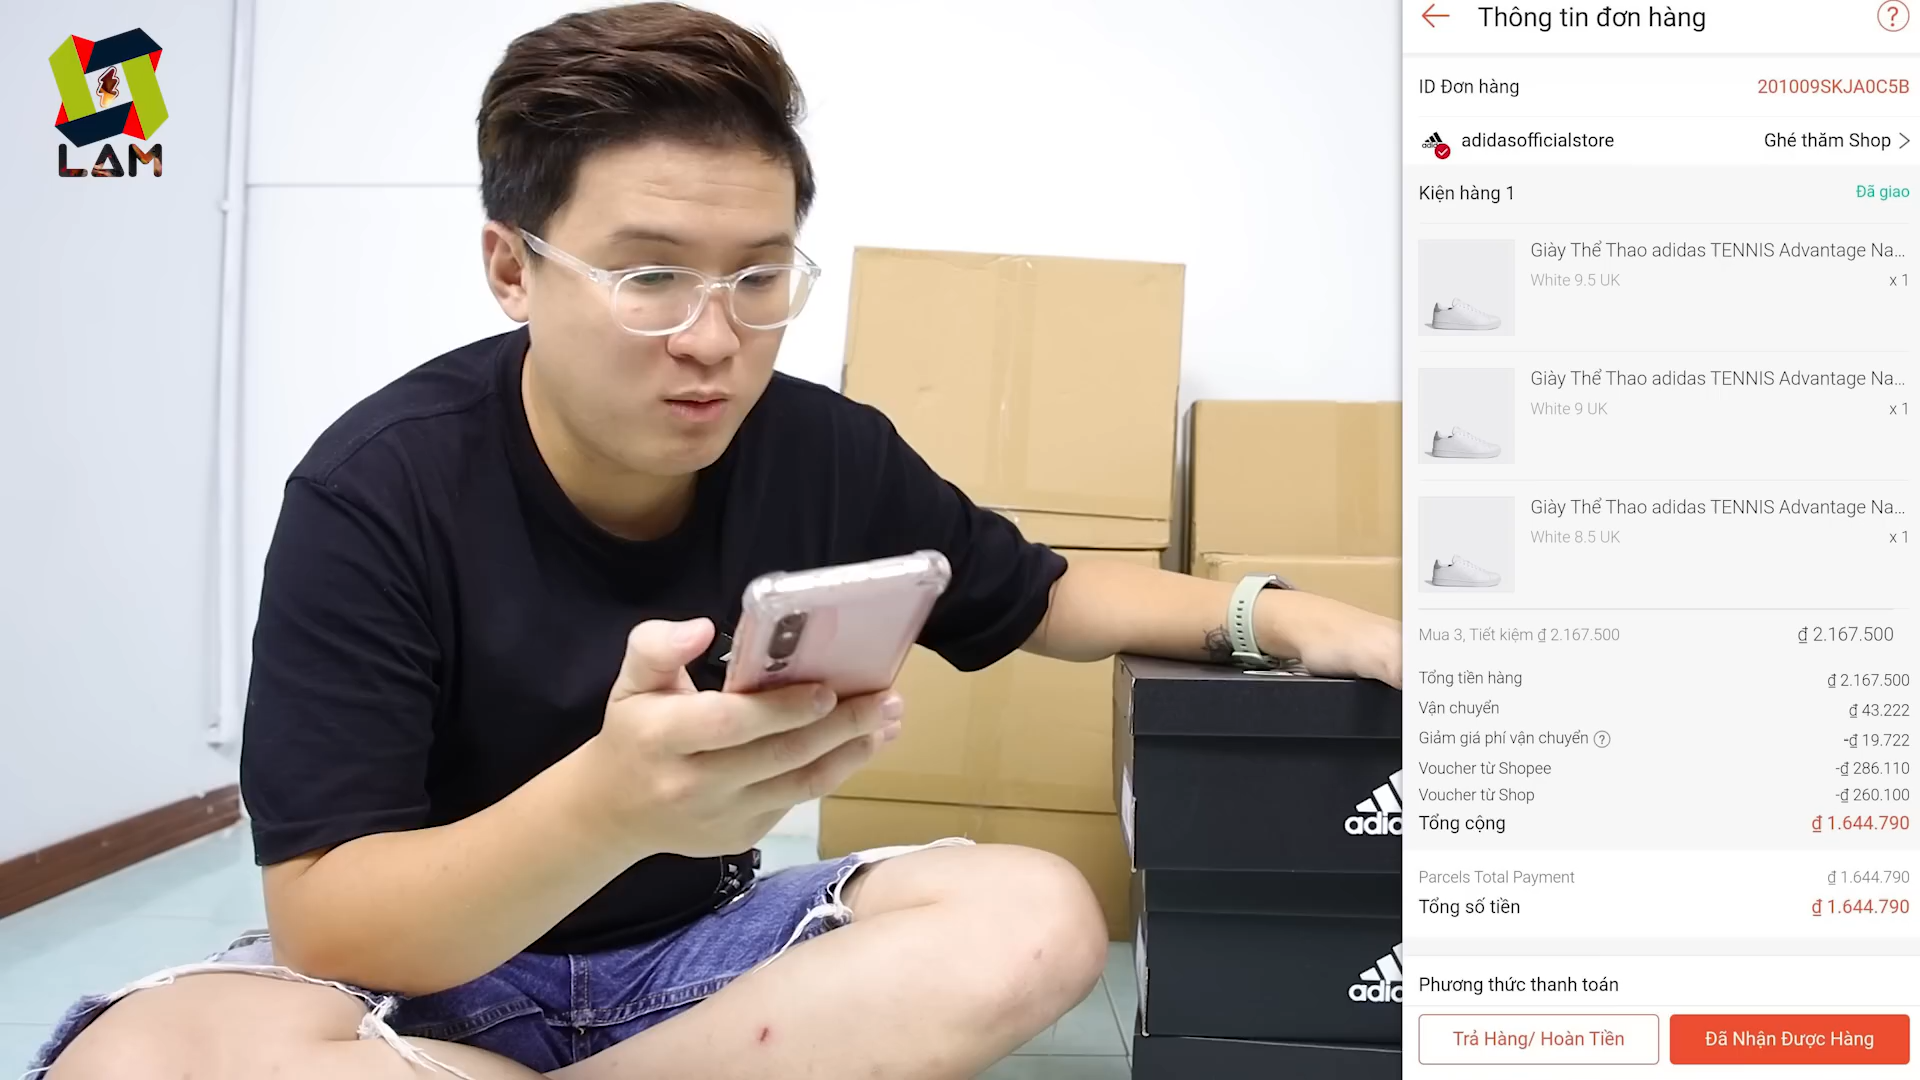 LAM
Thông tin đơn hàng
?
ID Đơn hàng 201009SKJA0C5B
adidasofficialstore Ghé thăm Shop
Kiện hàng 1 Đã giao
Giày Thể Thao adidas TENNIS Advantage Na...
White 9.5 UK x 1
Giày Thể Thao adidas TENNIS Advantage Na...
White 9 UK x 1
Giày Thể Thao adidas TENNIS Advantage Na...
White 8.5 UK x 1
Mua 3, Tiết kiệm ₫ 2.167.500 ₫ 2.167.500
Tổng tiền hàng ₫ 2.167.500
Vận chuyển ₫ 43.222
Giảm giá phí vận chuyển ? -₫ 19.722
Voucher từ Shopee -₫ 286.110
Voucher từ Shop -₫ 260.100
Tổng cộng ₫ 1.644.790
Parcels Total Payment ₫ 1.644.790
Tổng số tiền ₫ 1.644.790
Phương thức thanh toán
Trả Hàng/ Hoàn Tiền Đã Nhận Được Hàng
adid
adid